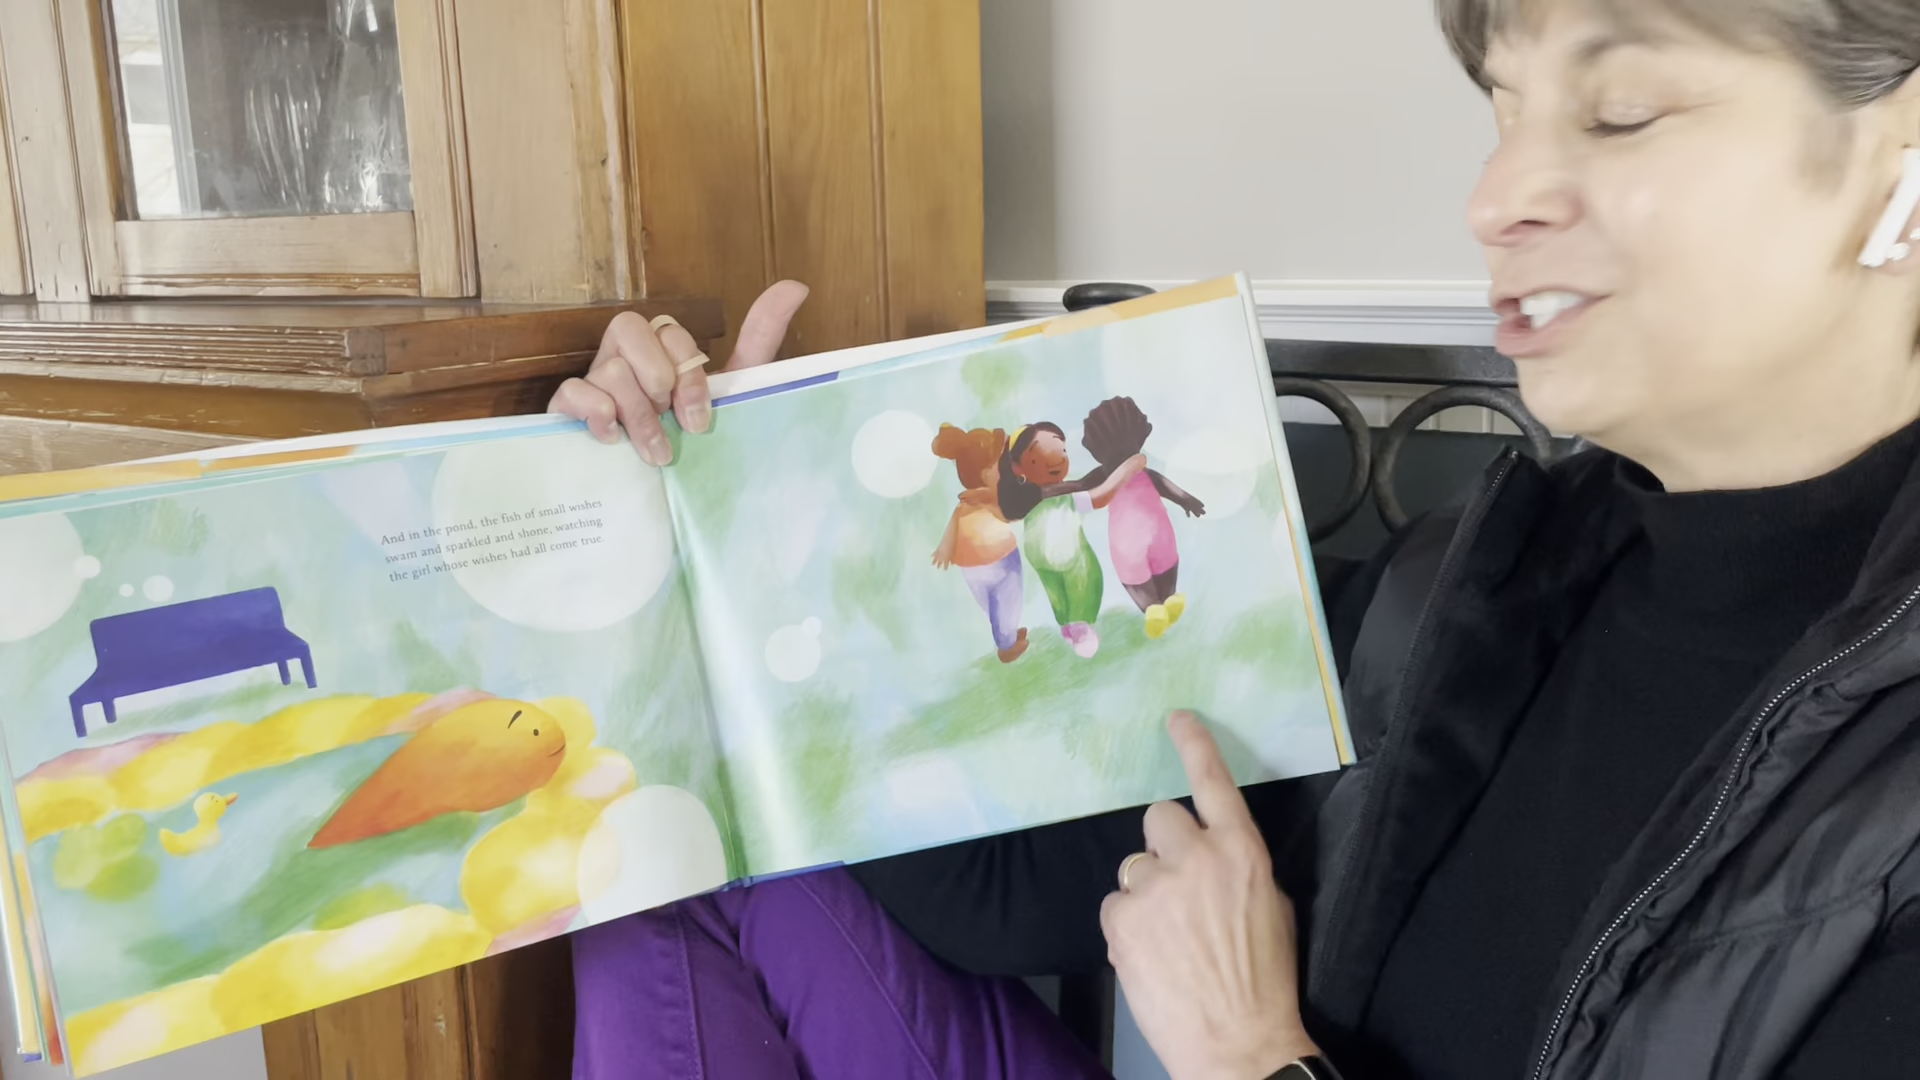 And in the pond, the fish of small wishes
swam and sparkled and shone, watching
the girl whose wishes had all come true.